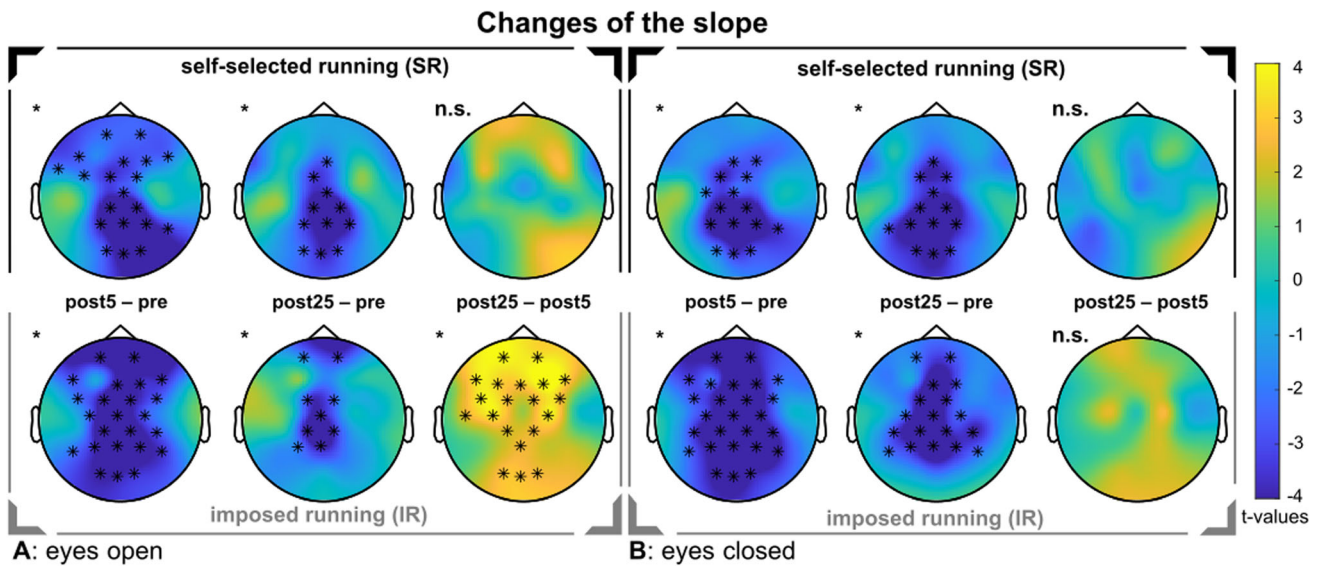 Changes of the slope
self-selected running (SR)
self-selected running (SR)
* * n.s. * * n.s.
post5 – pre post25 – pre post25 – post5 post5 – pre post25 – pre post25 – post5
* * * * * n.s.
imposed running (IR)
imposed running (IR)
A: eyes open
B: eyes closed
4
3
2
1
0
-1
-2
-3
-4
t-values